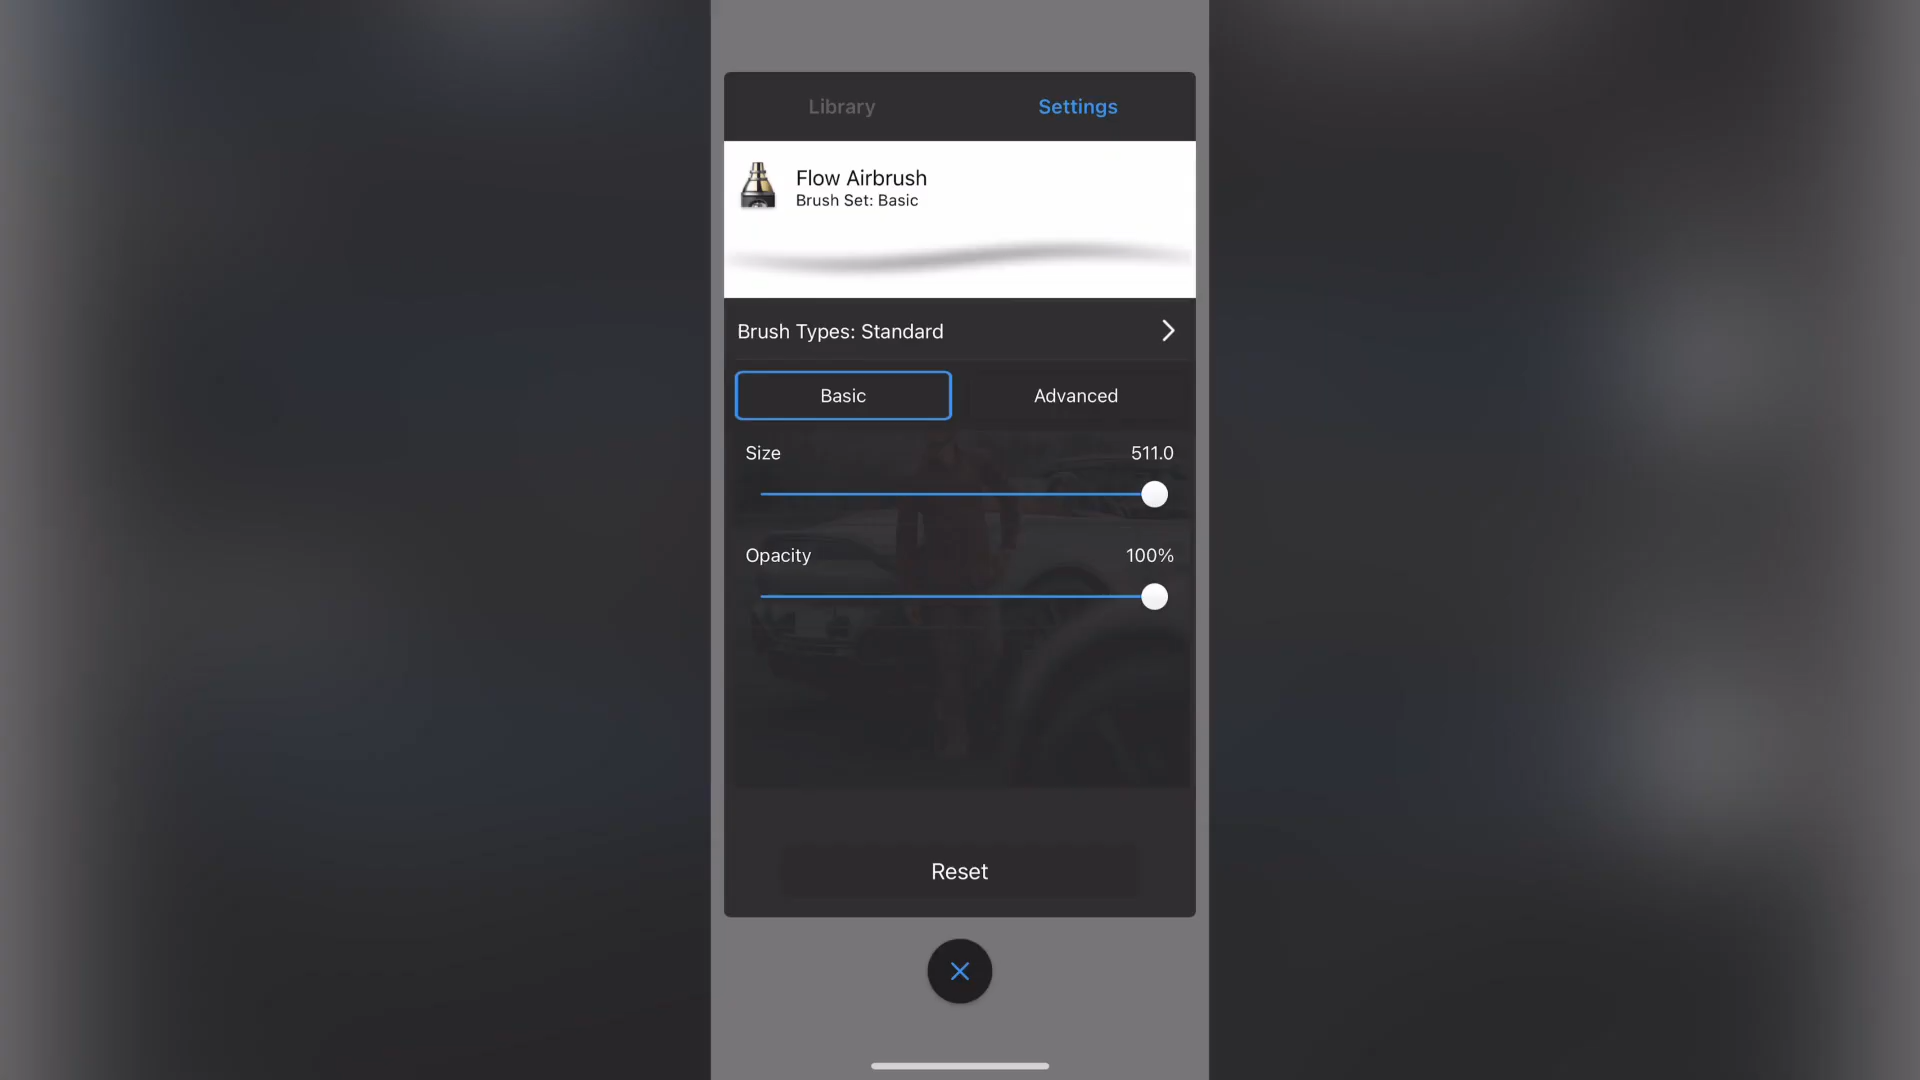 Library
Settings
Flow Airbrush
Brush Set: Basic
Brush Types: Standard
Basic
Advanced
Size
511.0
Opacity
100%
Reset